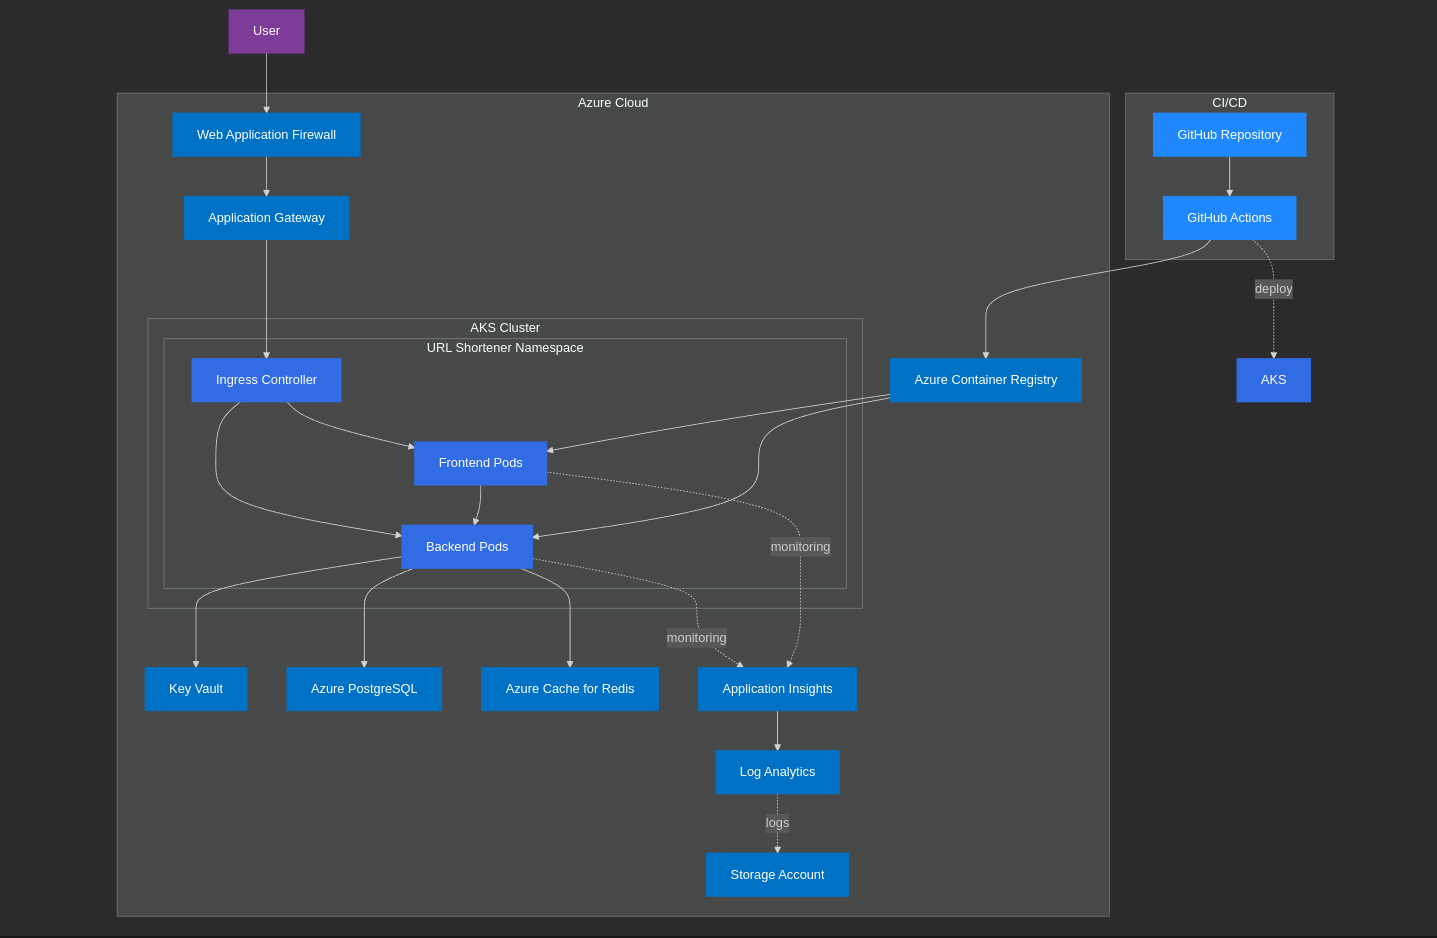 User
Azure Cloud
CI/CD
Web Application Firewall
GitHub Repository
Application Gateway
GitHub Actions
deploy
AKS Cluster
URL Shortener Namespace
Ingress Controller
Azure Container Registry
AKS
Frontend Pods
Backend Pods
monitoring
monitoring
Key Vault
Azure PostgreSQL
Azure Cache for Redis
Application Insights
Log Analytics
logs
Storage Account